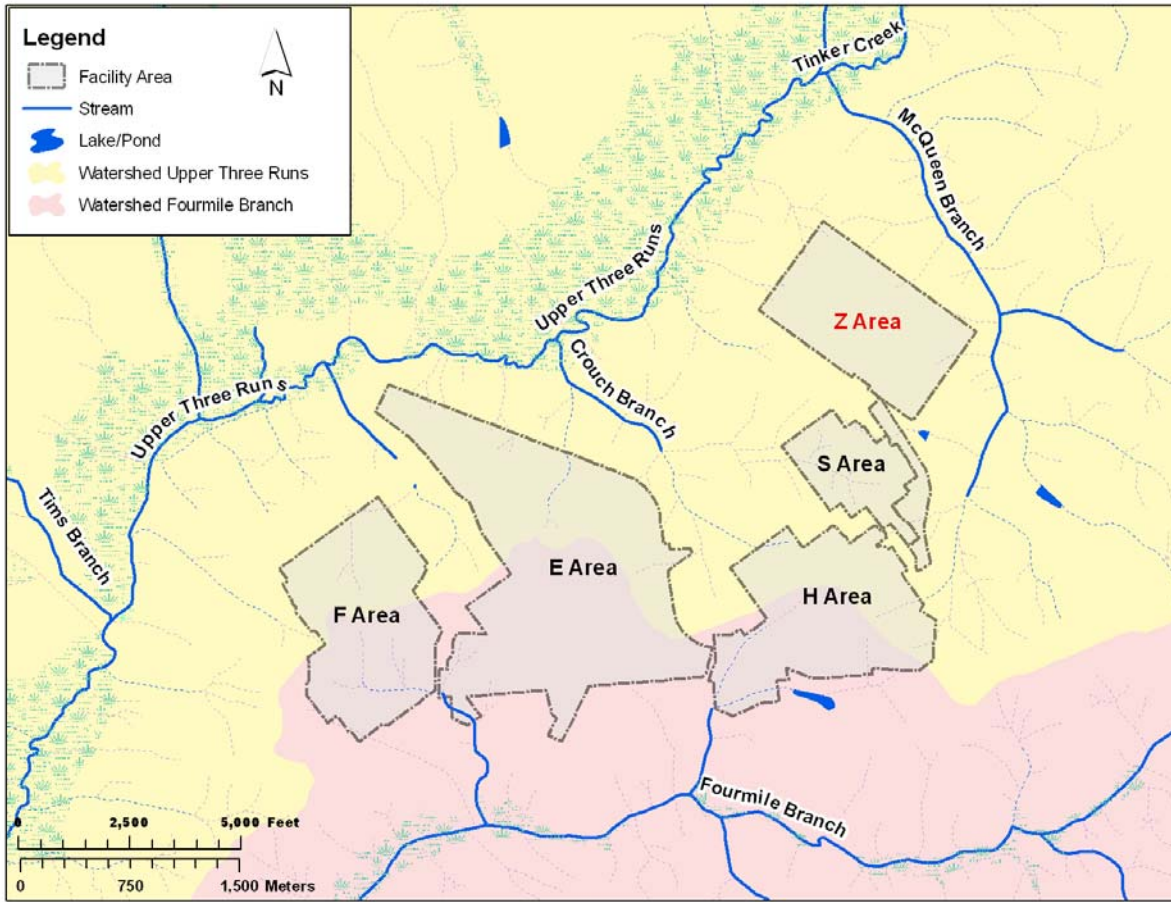 Legend
Facility Area
Stream
Lake/Pond
Watershed Upper Three Runs
Watershed Fourmile Branch
N
Tinker Creek
McQueen Branch
Upper Three Runs
Z Area
Crouch Branch
Upper Three Runs
S Area
Tims Branch
E Area
H Area
F Area
Fourmile Branch
0 2,500 5,000 Feet
0 750 1,500 Meters